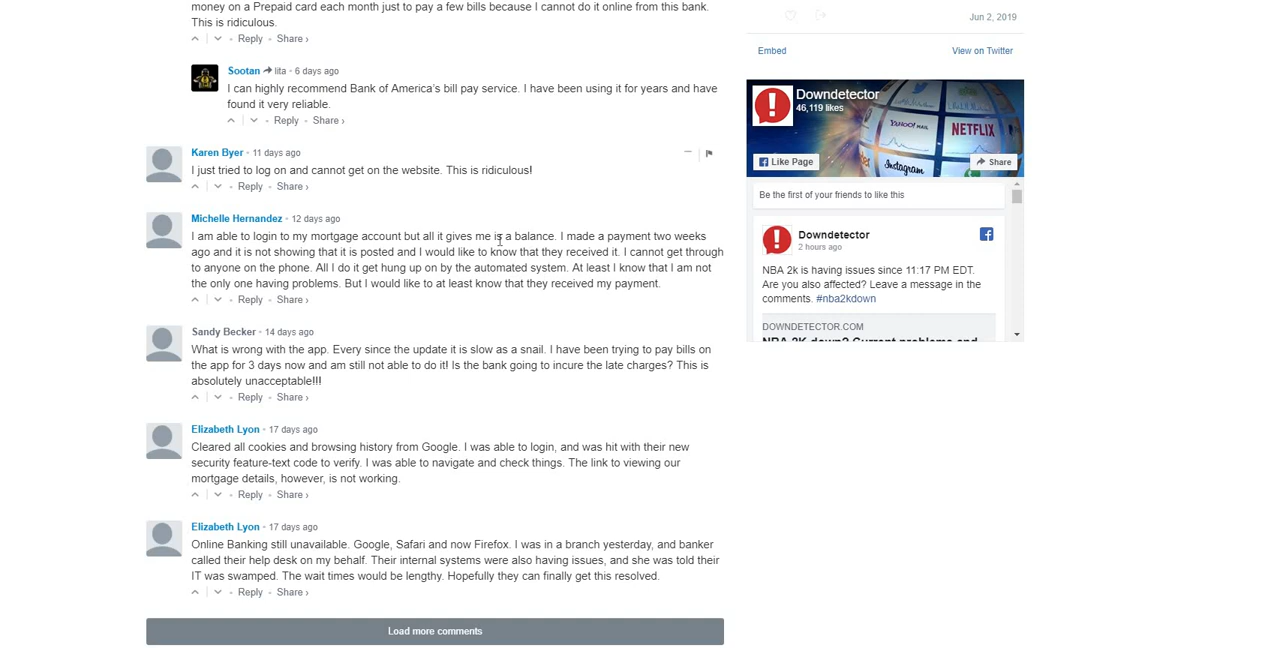 money on a Prepaid card each month just to pay a few bills because I cannot do it online from this bank.
This is ridiculous.
Reply Share ›
Sootan lita • 6 days ago
I can highly recommend Bank of America's bill pay service. I have been using it for years and have
found it very reliable.
Reply Share ›
Karen Byer • 11 days ago
I just tried to log on and cannot get on the website. This is ridiculous!
Reply Share ›
Michelle Hernandez • 12 days ago
I am able to login to my mortgage account but all it gives me is a balance. I made a payment two weeks
ago and it is not showing that it is posted and I would like to know that they received it. I cannot get through
to anyone on the phone. All I do it get hung up on by the automated system. At least I know that I am not
the only one having problems. But I would like to at least know that they received my payment.
Reply Share ›
Sandy Becker • 14 days ago
What is wrong with the app. Every since the update it is slow as a snail. I have been trying to pay bills on
the app for 3 days now and am still not able to do it! Is the bank going to incure the late charges? This is
absolutely unacceptable!!!
Reply Share ›
Elizabeth Lyon • 17 days ago
Cleared all cookies and browsing history from Google. I was able to login, and was hit with their new
security feature-text code to verify. I was able to navigate and check things. The link to viewing our
mortgage details, however, is not working.
Reply Share ›
Elizabeth Lyon • 17 days ago
Online Banking still unavailable. Google, Safari and now Firefox. I was in a branch yesterday, and banker
called their help desk on my behalf. Their internal systems were also having issues, and she was told their
IT was swamped. The wait times would be lengthy. Hopefully they can finally get this resolved.
Reply Share ›
Load more comments
Jun 2, 2019
Embed View on Twitter
Downdetector
46,119 likes
YAHOO! MAIL
NETFLIX
Instagram
Like Page
Share
Be the first of your friends to like this
Downdetector
2 hours ago
NBA 2k is having issues since 11:17 PM EDT.
Are you also affected? Leave a message in the
comments. #nba2kdown
DOWNDETECTOR.COM
NBA 2K down? Current problems and